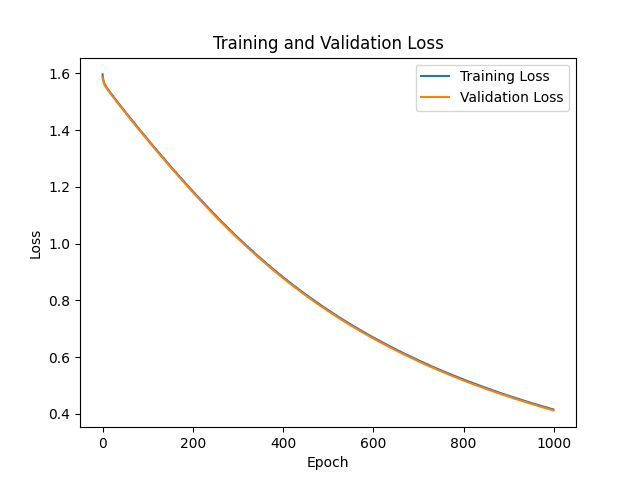 Training and Validation Loss
Training Loss
Validation Loss
1.6
1.4
1.2
1.0
0.8
0.6
0.4
Loss
0 200 400 600 800 1000
Epoch